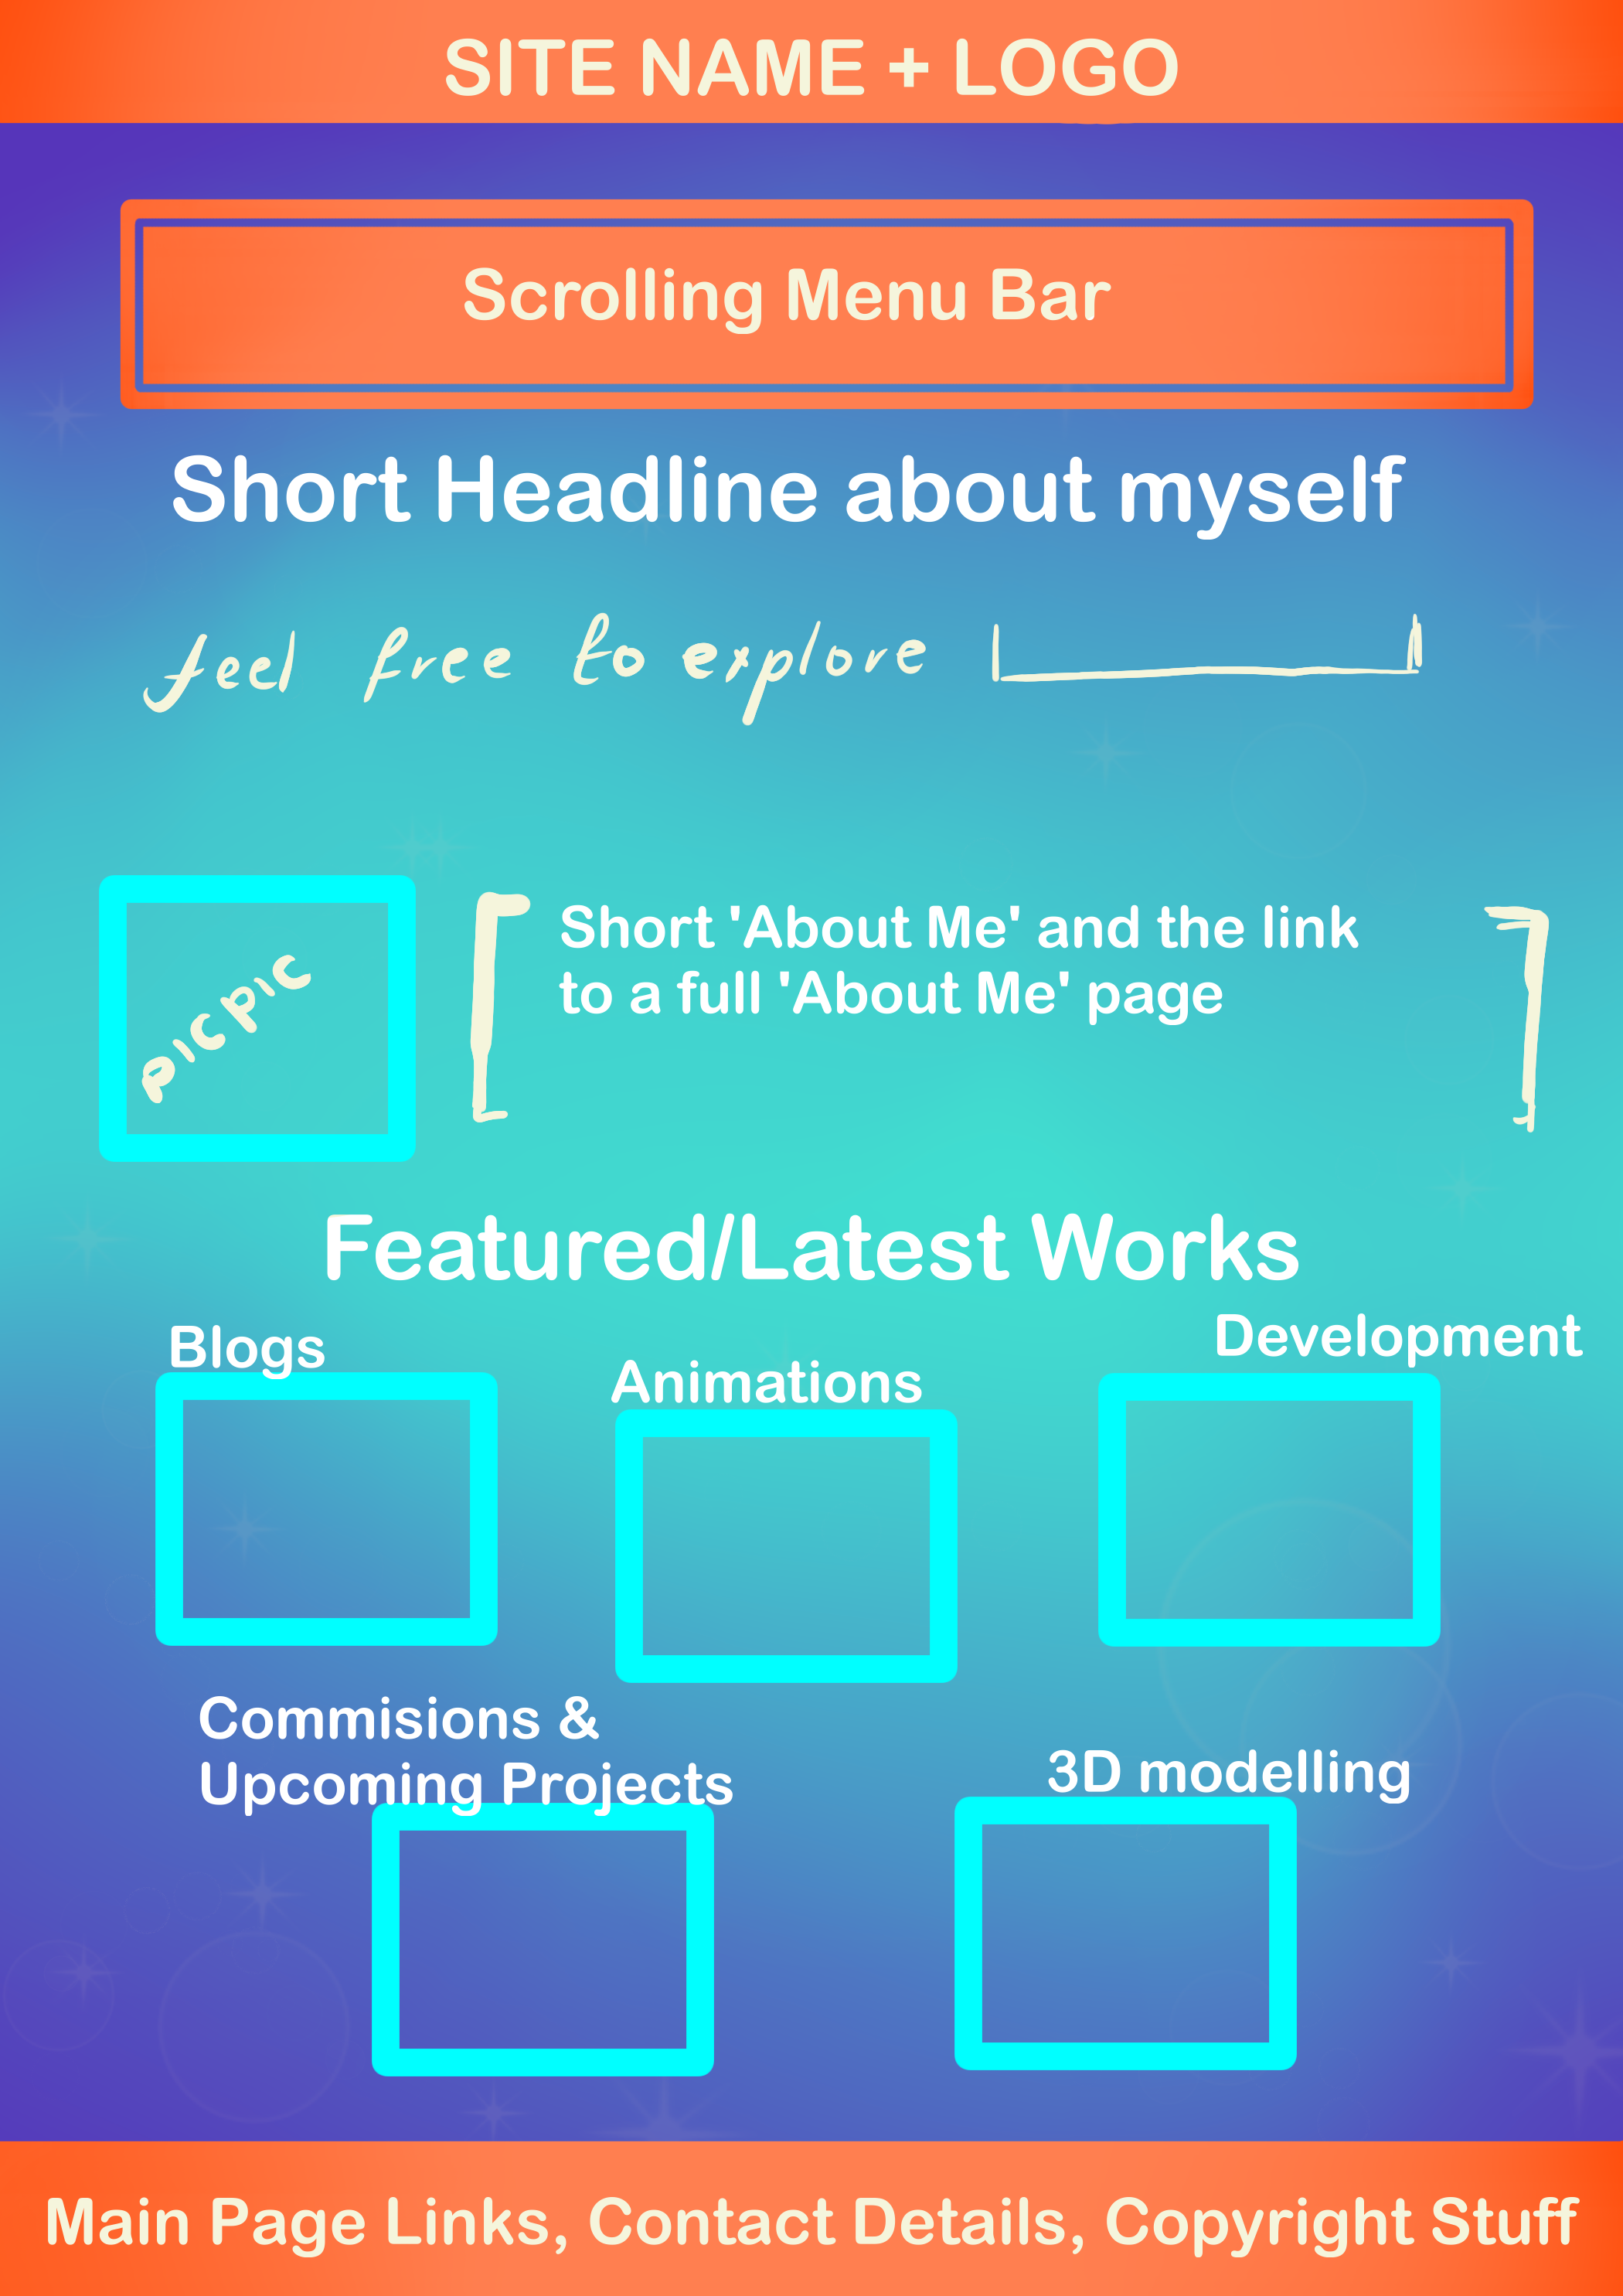 SITE NAME + LOGO
Scrolling Menu Bar
Short Headline about myself
feel free to explore
PICPIC
Short 'About Me' and the link
to a full 'About Me' page
Featured/Latest Works
Blogs
Animations
Development
Commisions &
Upcoming Projects
3D modelling
Main Page Links, Contact Details, Copyright Stuff